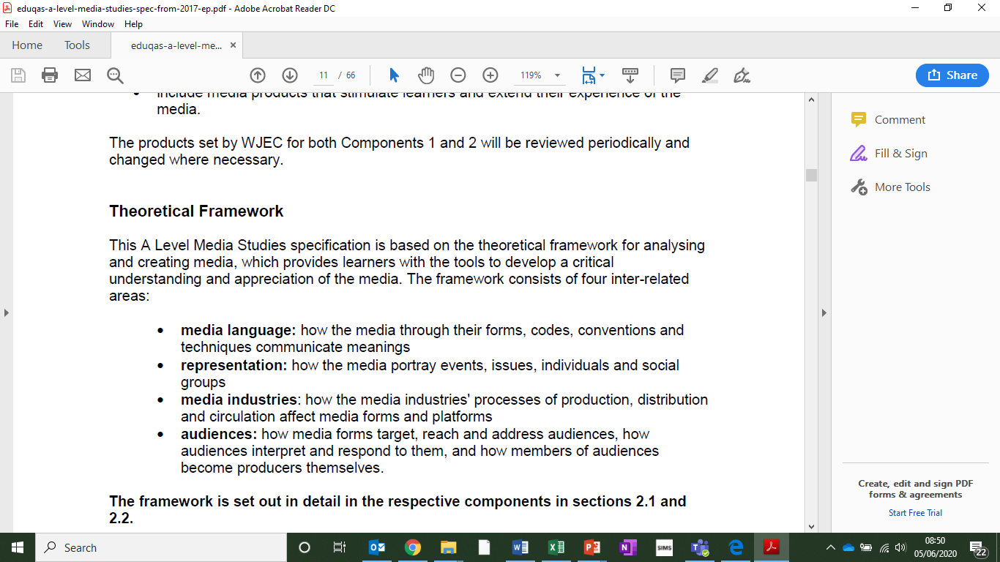 eduqas-a-level-media-studies-spec-from-2017-ep.pdf - Adobe Acrobat Reader DC
File Edit View Window Help
Home Tools eduqas-a-level-me... ×
11 / 66 119% Share
include media products that stimulate learners and extend their experience of the
media.
The products set by WJEC for both Components 1 and 2 will be reviewed periodically and
changed where necessary.
Theoretical Framework
This A Level Media Studies specification is based on the theoretical framework for analysing
and creating media, which provides learners with the tools to develop a critical
understanding and appreciation of the media. The framework consists of four inter-related
areas:
• media language: how the media through their forms, codes, conventions and
techniques communicate meanings
• representation: how the media portray events, issues, individuals and social
groups
• media industries: how the media industries' processes of production, distribution
and circulation affect media forms and platforms
• audiences: how media forms target, reach and address audiences, how
audiences interpret and respond to them, and how members of audiences
become producers themselves.
The framework is set out in detail in the respective components in sections 2.1 and
2.2.
Comment
Fill & Sign
More Tools
Create, edit and sign PDF
forms & agreements
Start Free Trial
Search
SIMS
08:50
05/06/2020
22